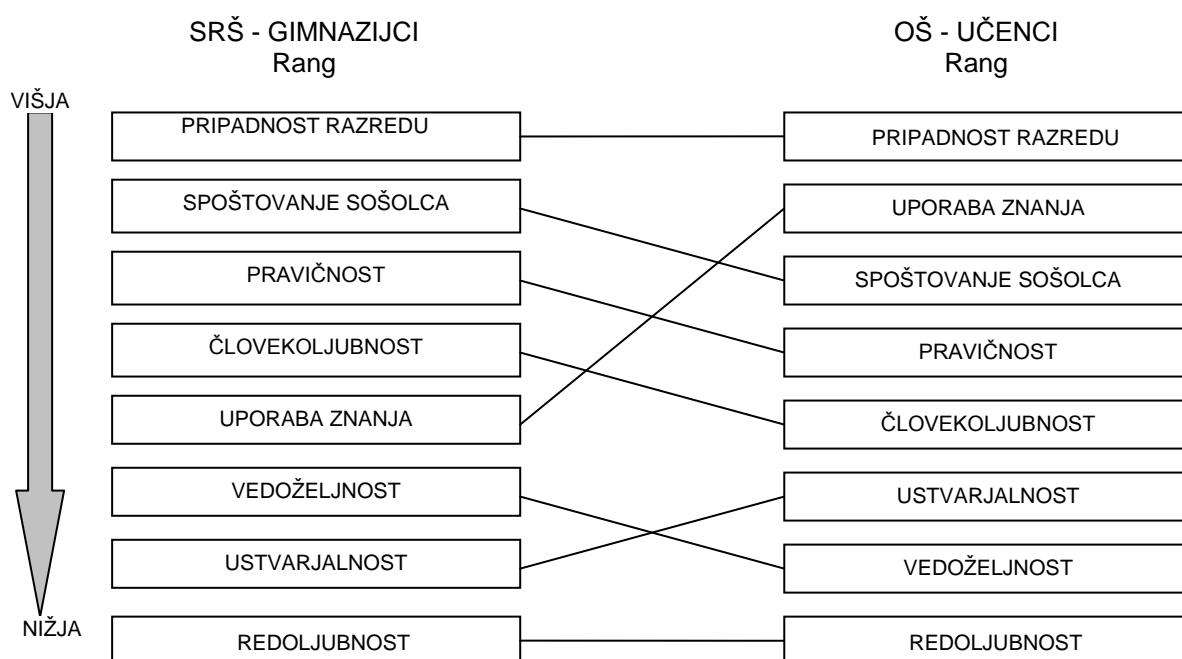 SRŠ - GIMNAZIJCI
Rang
OŠ - UČENCI
Rang
VIŠJA
PRIPADNOST RAZREDU
PRIPADNOST RAZREDU
SPOŠTOVANJE SOŠOLCA
UPORABA ZNANJA
PRAVIČNOST
SPOŠTOVANJE SOŠOLCA
ČLOVEKOLJUBNOST
PRAVIČNOST
UPORABA ZNANJA
ČLOVEKOLJUBNOST
VEDOŽELJNOST
USTVARJALNOST
USTVARJALNOST
VEDOŽELJNOST
NIŽJA
REDOLJUBNOST
REDOLJUBNOST